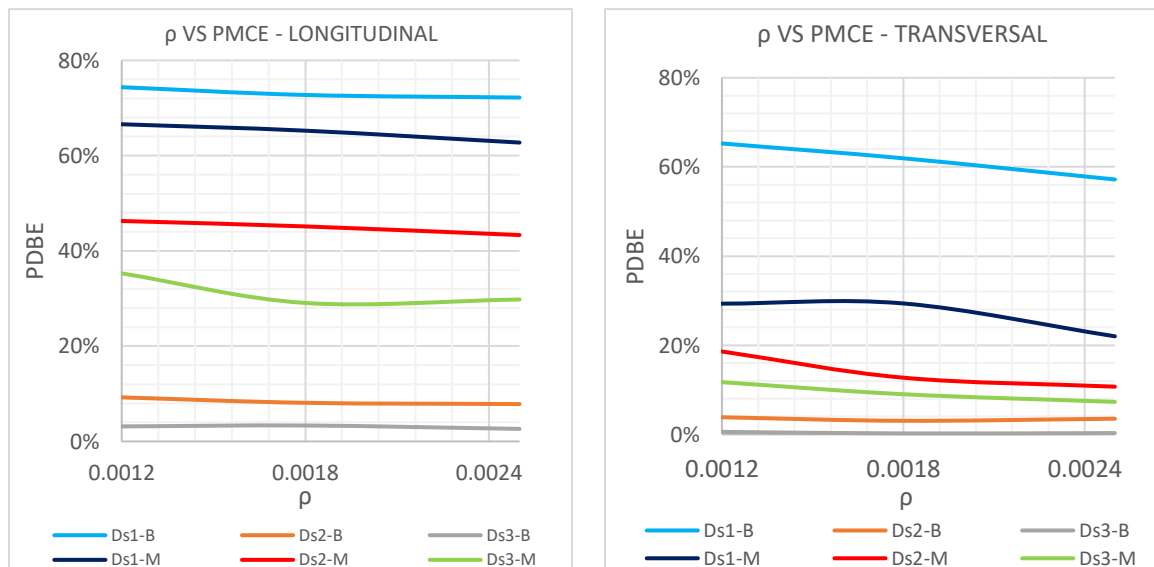 ρ VS PMCE - LONGITUDINAL
80%
60%
40%
20%
0%
PDBE
0.0012 0.0018 0.0024
ρ
Ds1-B Ds2-B Ds3-B
Ds1-M Ds2-M Ds3-M
ρ VS PMCE - TRANSVERSAL
80%
60%
40%
20%
0%
PDBE
0.0012 0.0018 0.0024
ρ
Ds1-B Ds2-B Ds3-B
Ds1-M Ds2-M Ds3-M